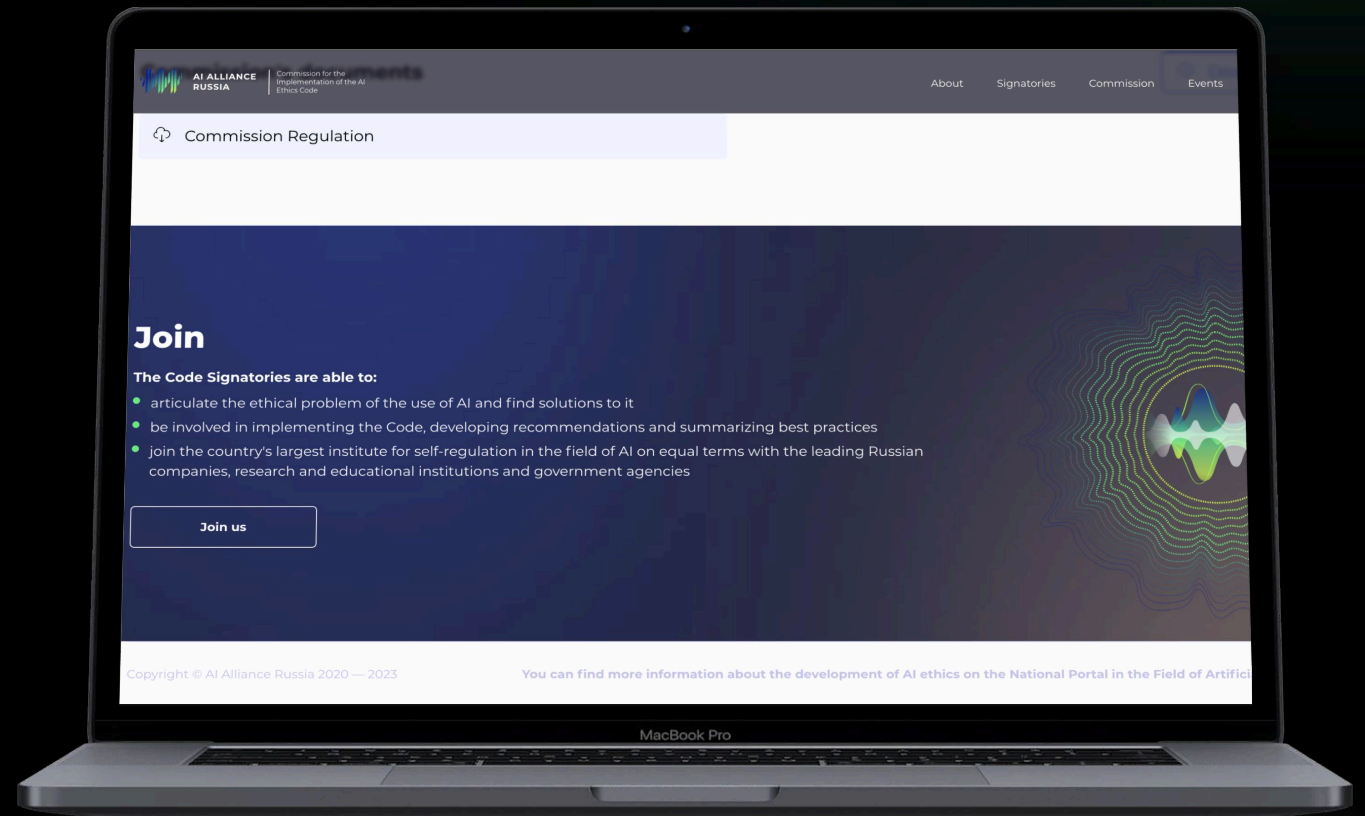 Commission's documents
AI ALLIANCE
RUSSIA
Commission for the
Implementation of the AI
Ethics Code
About
Signatories
Commission
Events
Commission Regulation
Join
The Code Signatories are able to:
articulate the ethical problem of the use of AI and find solutions to it
be involved in implementing the Code, developing recommendations and summarizing best practices
join the country's largest institute for self-regulation in the field of AI on equal terms with the leading Russian
companies, research and educational institutions and government agencies
Join us
Copyright © AI Alliance Russia 2020 — 2023
You can find more information about the development of AI ethics on the National Portal in the Field of Artifici
MacBook Pro